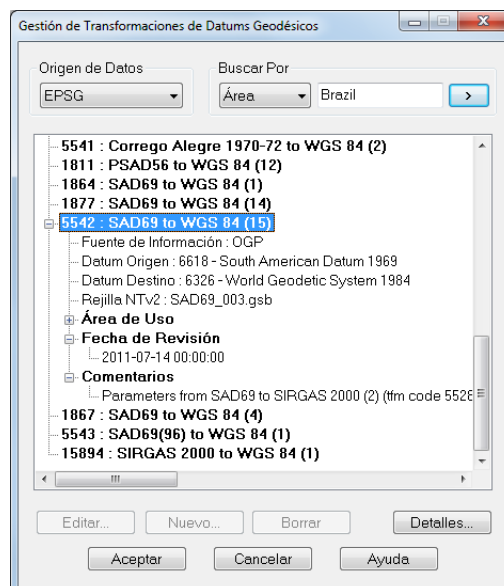 Gestión de Transformaciones de Datums Geodésicos
Origen de Datos
Buscar Por
EPSG
Área
Brazil
>
5541 : Corrego Alegre 1970-72 to WGS 84 (2)
1811 : PSAD56 to WGS 84 (12)
1864 : SAD69 to WGS 84 (1)
1877 : SAD69 to WGS 84 (14)
5542 : SAD69 to WGS 84 (15)
Fuente de Información : OGP
Datum Origen : 6618 - South American Datum 1969
Datum Destino : 6326 - World Geodetic System 1984
Rejilla NTv2 : SAD69_003.gsb
Área de Uso
Fecha de Revisión
2011-07-14 00:00:00
Comentarios
Parameters from SAD69 to SIRGAS 2000 (2) (tfm code 5528
1867 : SAD69 to WGS 84 (4)
5543 : SAD69(96) to WGS 84 (1)
15894 : SIRGAS 2000 to WGS 84 (1)
Editar...
Nuevo...
Borrar
Detalles...
Aceptar
Cancelar
Ayuda